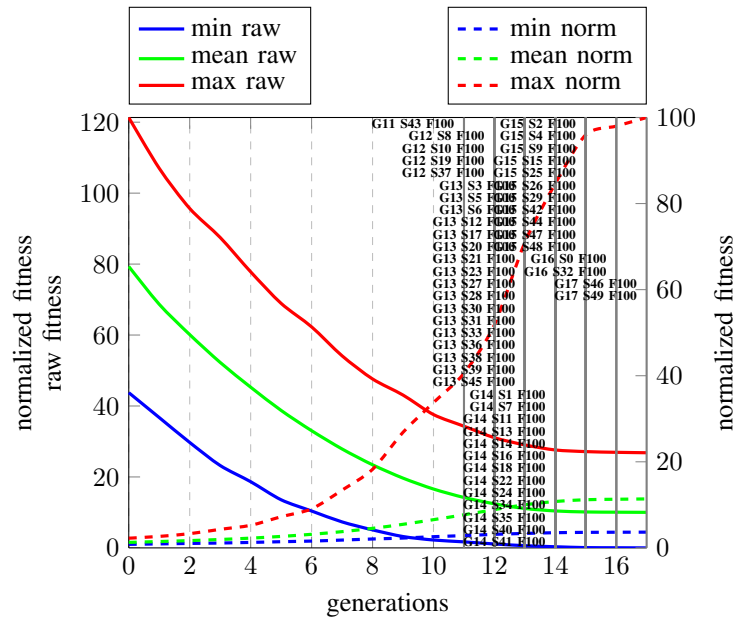 min raw
mean raw
max raw
min norm
mean norm
max norm
120
100
80
60
40
20
0
100
80
60
40
20
0
0 2 4 6 8 10 12 14 16
normalized fitness
raw fitness
normalized fitness
generations
G11 S43 F100
G12 S8 F100
G12 S10 F100
G12 S19 F100
G12 S37 F100
G13 S3 F100
G13 S5 F100
G13 S6 F100
G13 S12 F100
G13 S17 F100
G13 S20 F100
G13 S21 F100
G13 S23 F100
G13 S27 F100
G13 S28 F100
G13 S30 F100
G13 S31 F100
G13 S33 F100
G13 S36 F100
G13 S38 F100
G13 S39 F100
G13 S45 F100
G14 S1 F100
G14 S7 F100
G14 S11 F100
G14 S13 F100
G14 S14 F100
G14 S16 F100
G14 S18 F100
G14 S22 F100
G14 S24 F100
G14 S34 F100
G14 S35 F100
G14 S40 F100
G14 S41 F100
G15 S2 F100
G15 S4 F100
G15 S9 F100
G15 S15 F100
G15 S25 F100
G15 S26 F100
G15 S29 F100
G15 S42 F100
G15 S44 F100
G15 S47 F100
G15 S48 F100
G16 S0 F100
G16 S32 F100
G17 S46 F100
G17 S49 F100